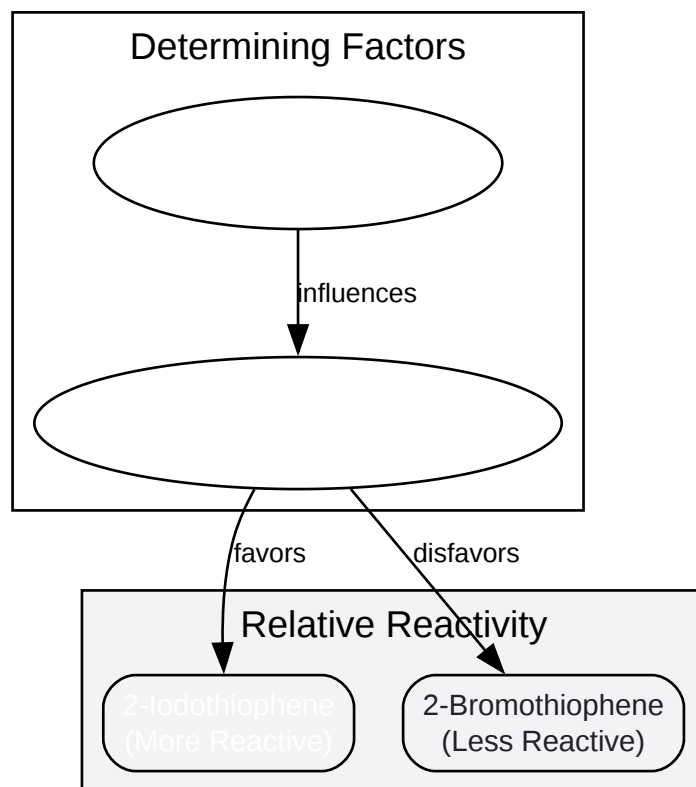 Determining Factors
influences
favors
disfavors
Relative Reactivity
2-Iodothiophene
(More Reactive)
2-Bromothiophene
(Less Reactive)